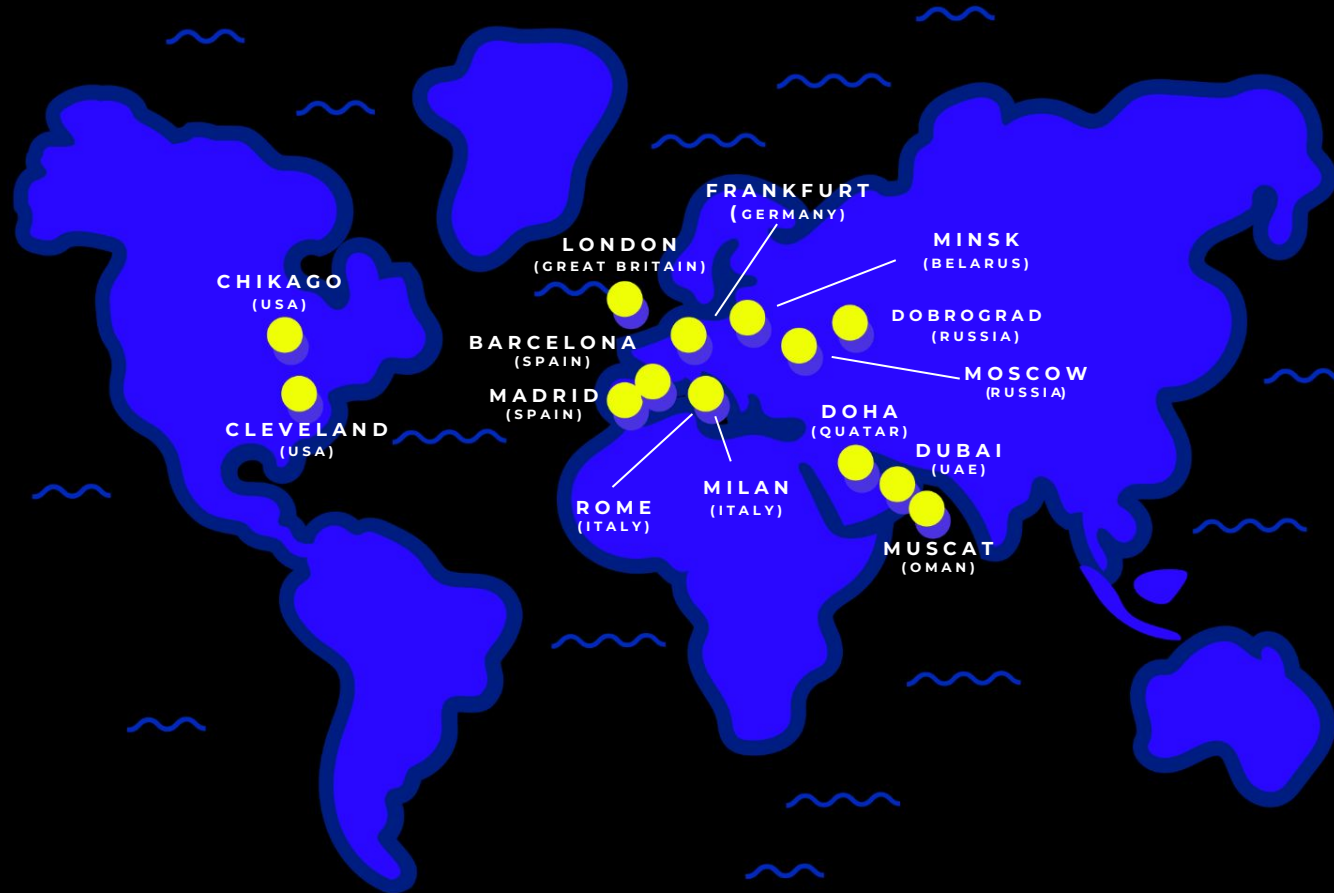 FRANKFURT
(GERMANY)
LONDON
(GREAT BRITAIN)
MINSK
(BELARUS)
CHIKAGO
(USA)
DOBROGRAD
(RUSSIA)
BARCELONA
(SPAIN)
MOSCOW
(RUSSIA)
MADRID
(SPAIN)
DOHA
(QUATAR)
CLEVELAND
(USA)
DUBAI
(UAE)
MILAN
(ITALY)
ROME
(ITALY)
MUSCAT
(OMAN)